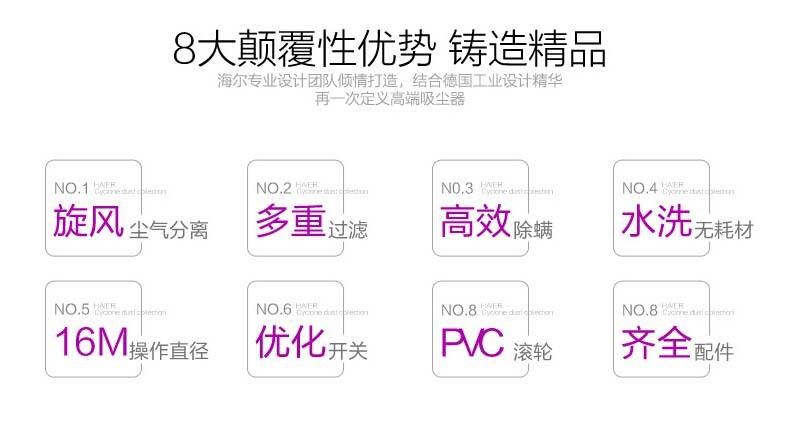 8大颠覆性优势 铸造精品
海尔专业设计团队倾情打造，结合德国工业设计精华
再一次定义高端吸尘器
NO.1 HAIER Cyclone dust collection
旋风 尘气分离
NO.2 HAIER Cyclone dust collection
多重过滤
N0.3 HAIER Cyclone dust collection
高效除螨
NO.4 HAIER Cyclone dust collection
水洗无耗材
NO.5 HAIER Cyclone dust collection
16M操作直径
NO.6 HAIER Cyclone dust collection
优化开关
NO.8 HAIER Cyclone dust collection
PVC 滚轮
NO.8 HAIER Cyclone dust collection
齐全配件